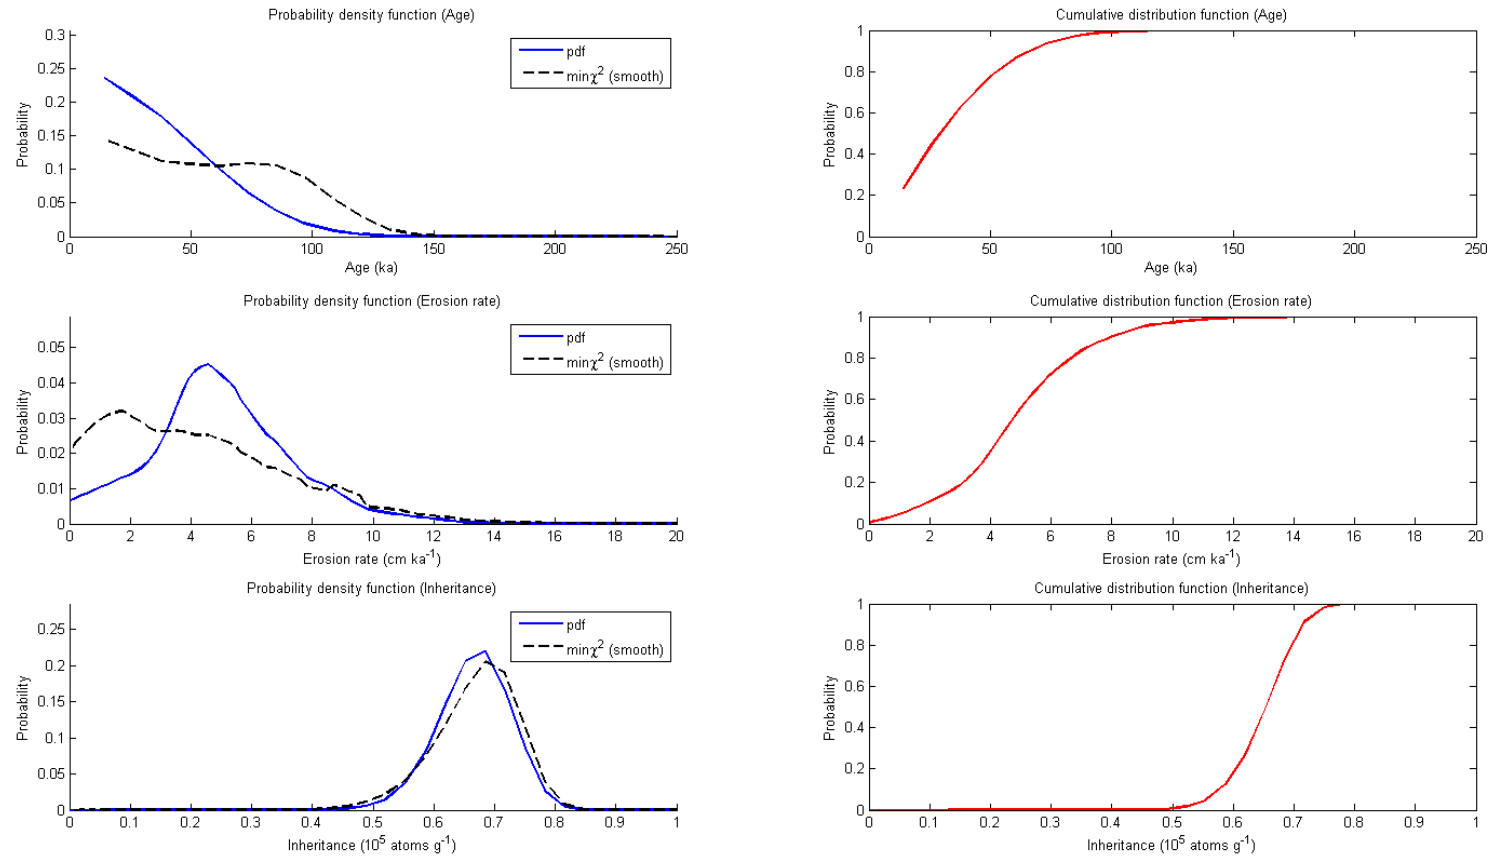 Probability density function (Age)
0.3
0.25
0.2
0.15
0.1
0.05
0
Probability
pdf
minχ² (smooth)
0 50 100 150 200 250
Age (ka)
Cumulative distribution function (Age)
1
0.8
0.6
0.4
0.2
0
Probability
0 50 100 150 200 250
Age (ka)
Probability density function (Erosion rate)
0.05
0.04
0.03
0.02
0.01
0
Probability
pdf
minχ² (smooth)
0 2 4 6 8 10 12 14 16 18 20
Erosion rate (cm ka⁻¹)
Cumulative distribution function (Erosion rate)
1
0.8
0.6
0.4
0.2
0
Probability
0 2 4 6 8 10 12 14 16 18 20
Erosion rate (cm ka⁻¹)
Probability density function (Inheritance)
0.25
0.2
0.15
0.1
0.05
0
Probability
pdf
minχ² (smooth)
0 0.1 0.2 0.3 0.4 0.5 0.6 0.7 0.8 0.9 1
Inheritance (10⁵ atoms g⁻¹)
Cumulative distribution function (Inheritance)
1
0.8
0.6
0.4
0.2
0
Probability
0 0.1 0.2 0.3 0.4 0.5 0.6 0.7 0.8 0.9 1
Inheritance (10⁵ atoms g⁻¹)